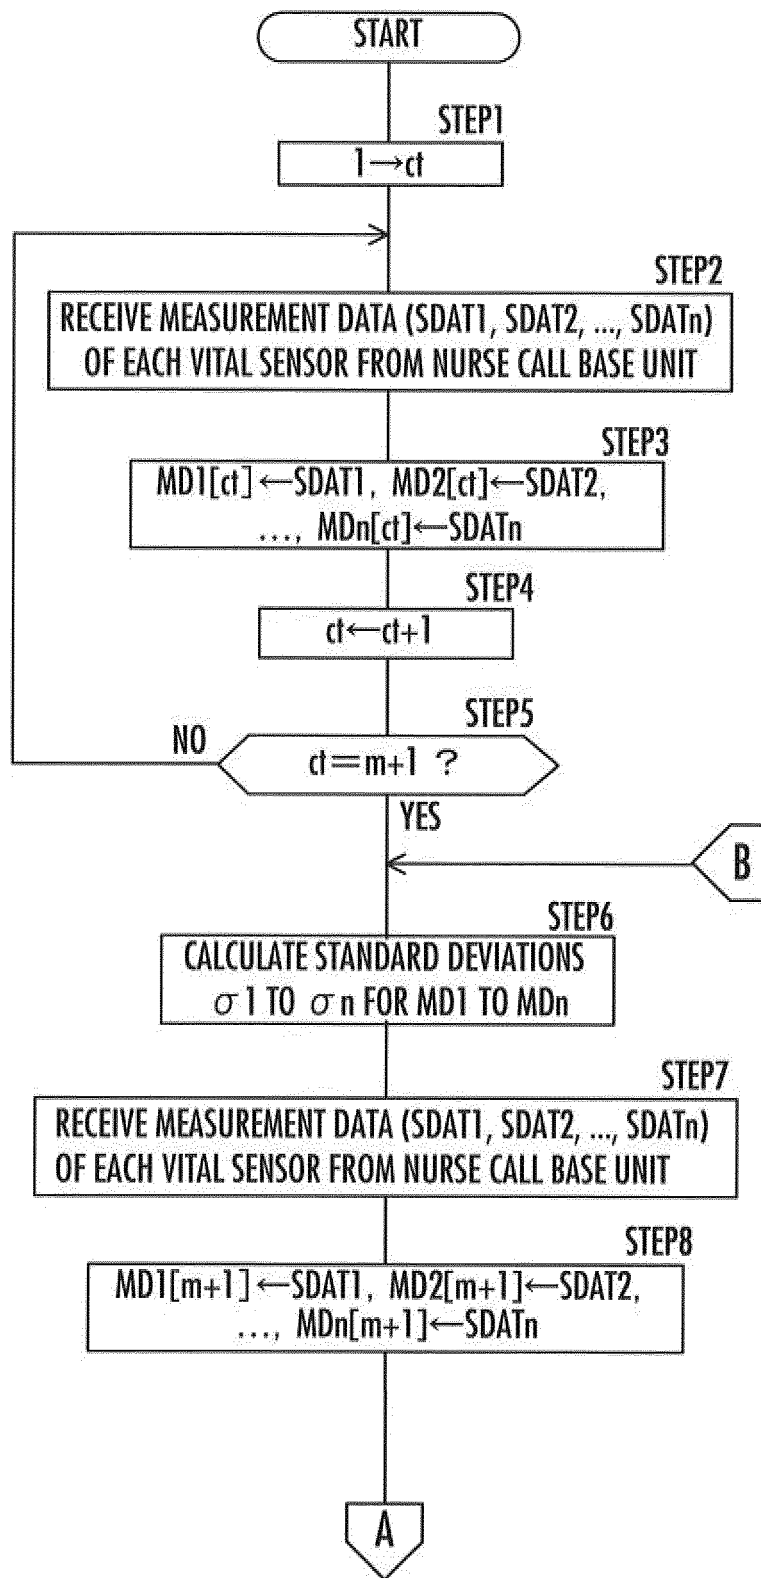 START
STEP1
1→ct
STEP2
RECEIVE MEASUREMENT DATA (SDAT1, SDAT2, ..., SDATn)
OF EACH VITAL SENSOR FROM NURSE CALL BASE UNIT
STEP3
MD1[ct]←SDAT1, MD2[ct]←SDAT2,
..., MDn[ct]←SDATn
STEP4
ct←ct+1
STEP5
NO
ct=m+1 ?
YES
B
STEP6
CALCULATE STANDARD DEVIATIONS
σ1 TO σn FOR MD1 TO MDn
STEP7
RECEIVE MEASUREMENT DATA (SDAT1, SDAT2, ..., SDATn)
OF EACH VITAL SENSOR FROM NURSE CALL BASE UNIT
STEP8
MD1[m+1]←SDAT1, MD2[m+1]←SDAT2,
..., MDn[m+1]←SDATn
A